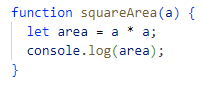 function squareArea(a) {
  let area = a * a;
  console.log(area);
}